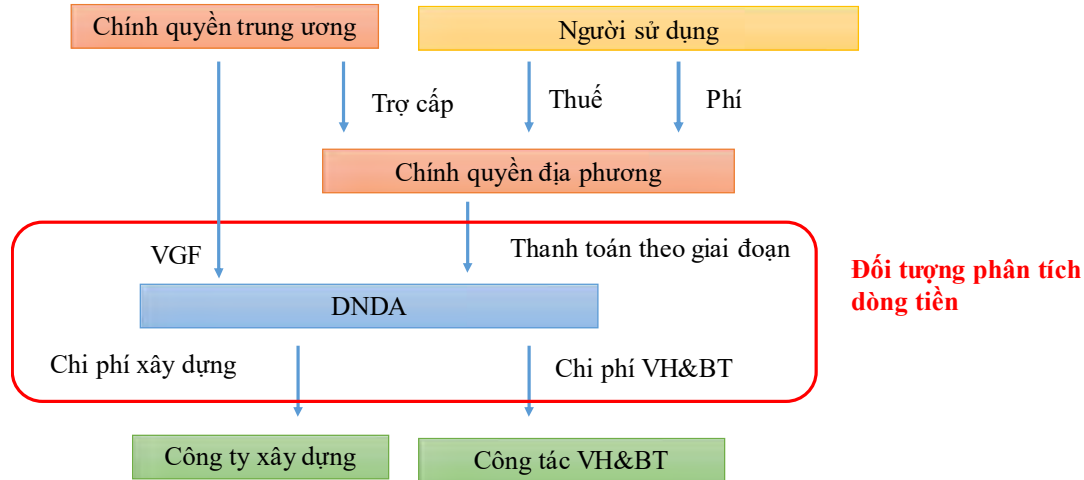 Chính quyền trung ương
Người sử dụng
Trợ cấp
Thuế
Phí
Chính quyền địa phương
VGF
Thanh toán theo giai đoạn
Đối tượng phân tích
dòng tiền
DNDA
Chi phí xây dựng
Chi phí VH&BT
Công ty xây dựng
Công tác VH&BT